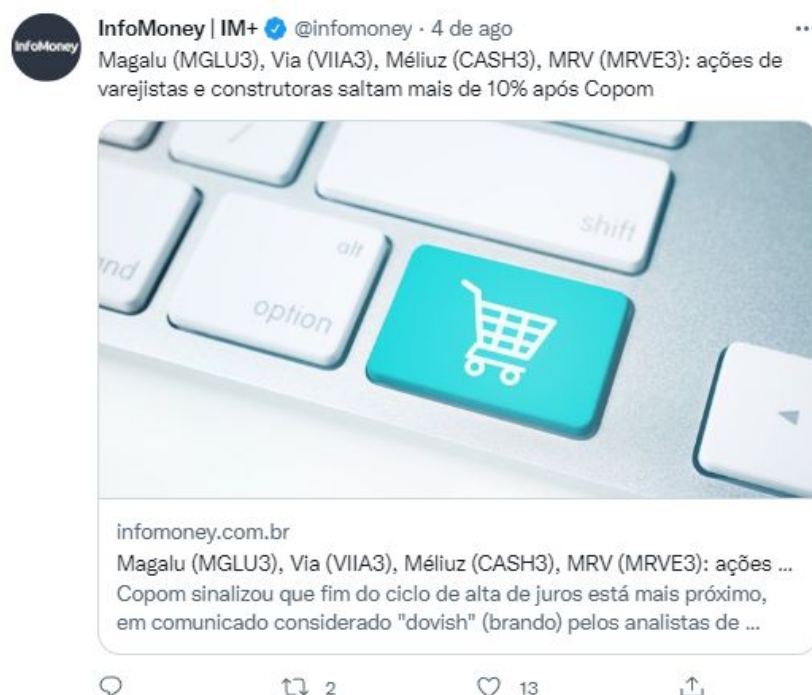 InfoMoney
InfoMoney | IM+ @infomoney · 4 de ago
Magalu (MGLU3), Via (VIIA3), Méliuz (CASH3), MRV (MRVE3): ações de
varejistas e construtoras saltam mais de 10% após Copom
shift
alt
option
infomoney.com.br
Magalu (MGLU3), Via (VIIA3), Méliuz (CASH3), MRV (MRVE3): ações ...
Copom sinalizou que fim do ciclo de alta de juros está mais próximo,
em comunicado considerado "dovish" (brando) pelos analistas de ...
2 13